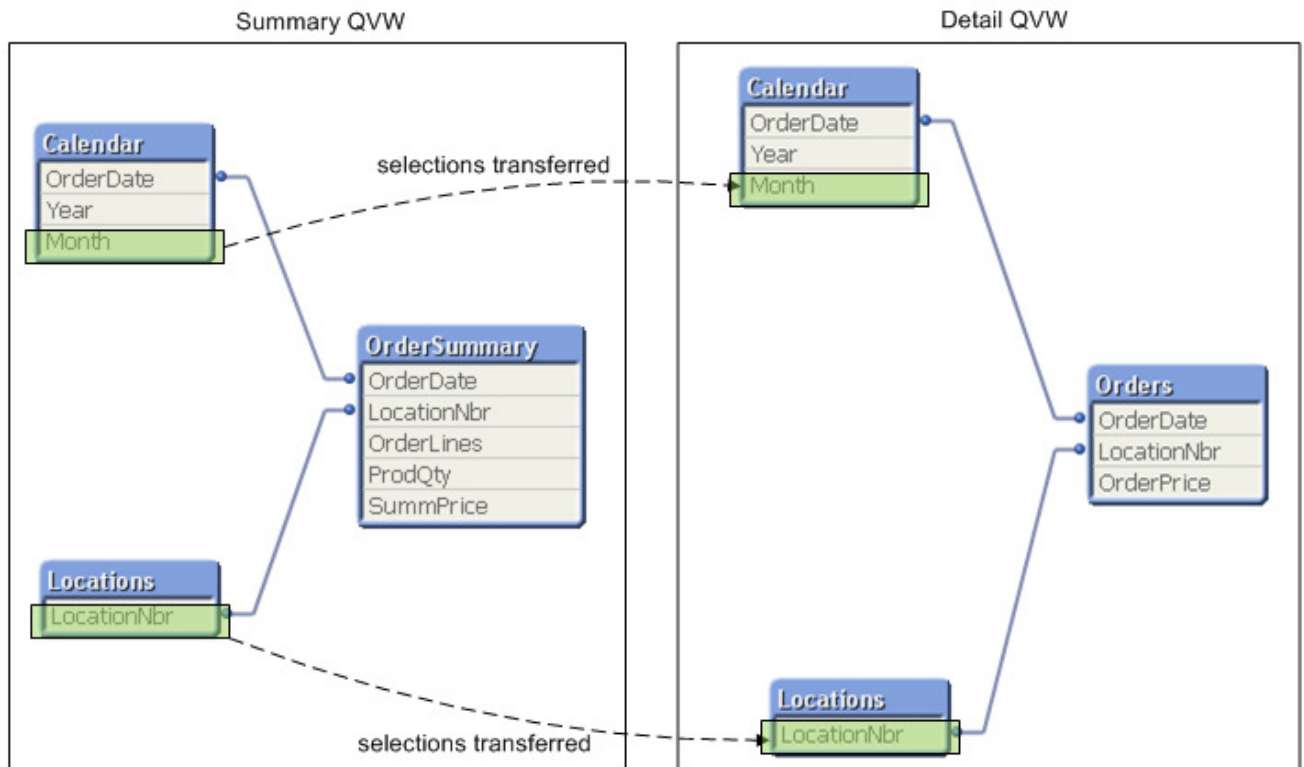 Summary QVW
Calendar
OrderDate
Year
Month
selections transferred
OrderSummary
OrderDate
LocationNbr
OrderLines
ProdQty
SummPrice
Locations
LocationNbr
selections transferred
Detail QVW
Calendar
OrderDate
Year
Month
Orders
OrderDate
LocationNbr
OrderPrice
Locations
LocationNbr